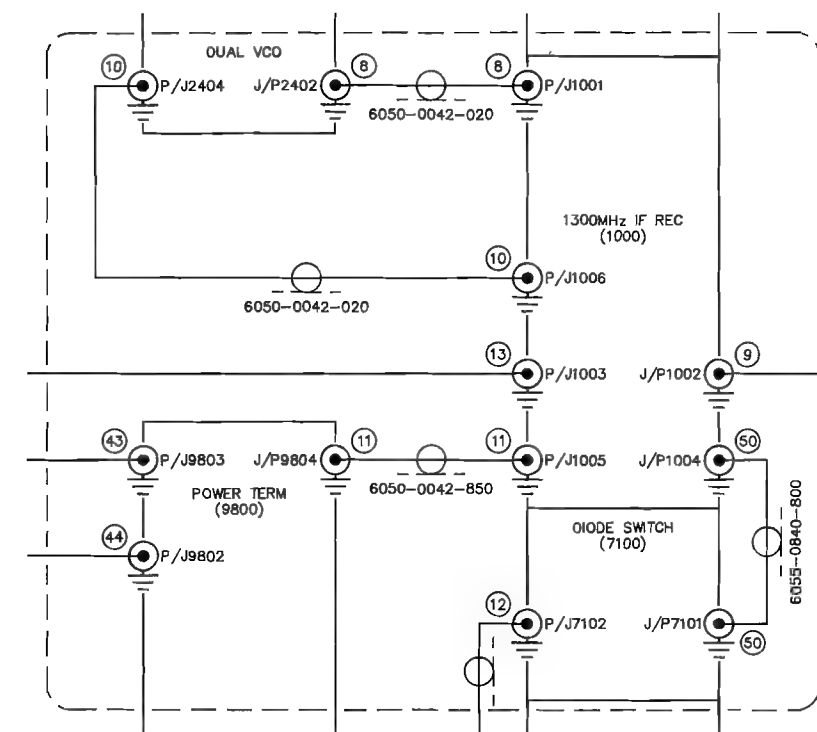 DUAL VCO
10 P/J2404
J/P2402 8
8 P/J1001
6050-0042-020
1300MHz IF REC
(1000)
10 P/J1006
6050-0042-020
13 P/J1003
J/P1002 9
43 P/J9803
J/P9804 11
11 P/J1005
J/P1004 50
6050-0042-850
POWER TERM
(9800)
DIODE SWITCH
(7100)
6055-0840-800
44 P/J9802
12 P/J7102
J/P7101 50